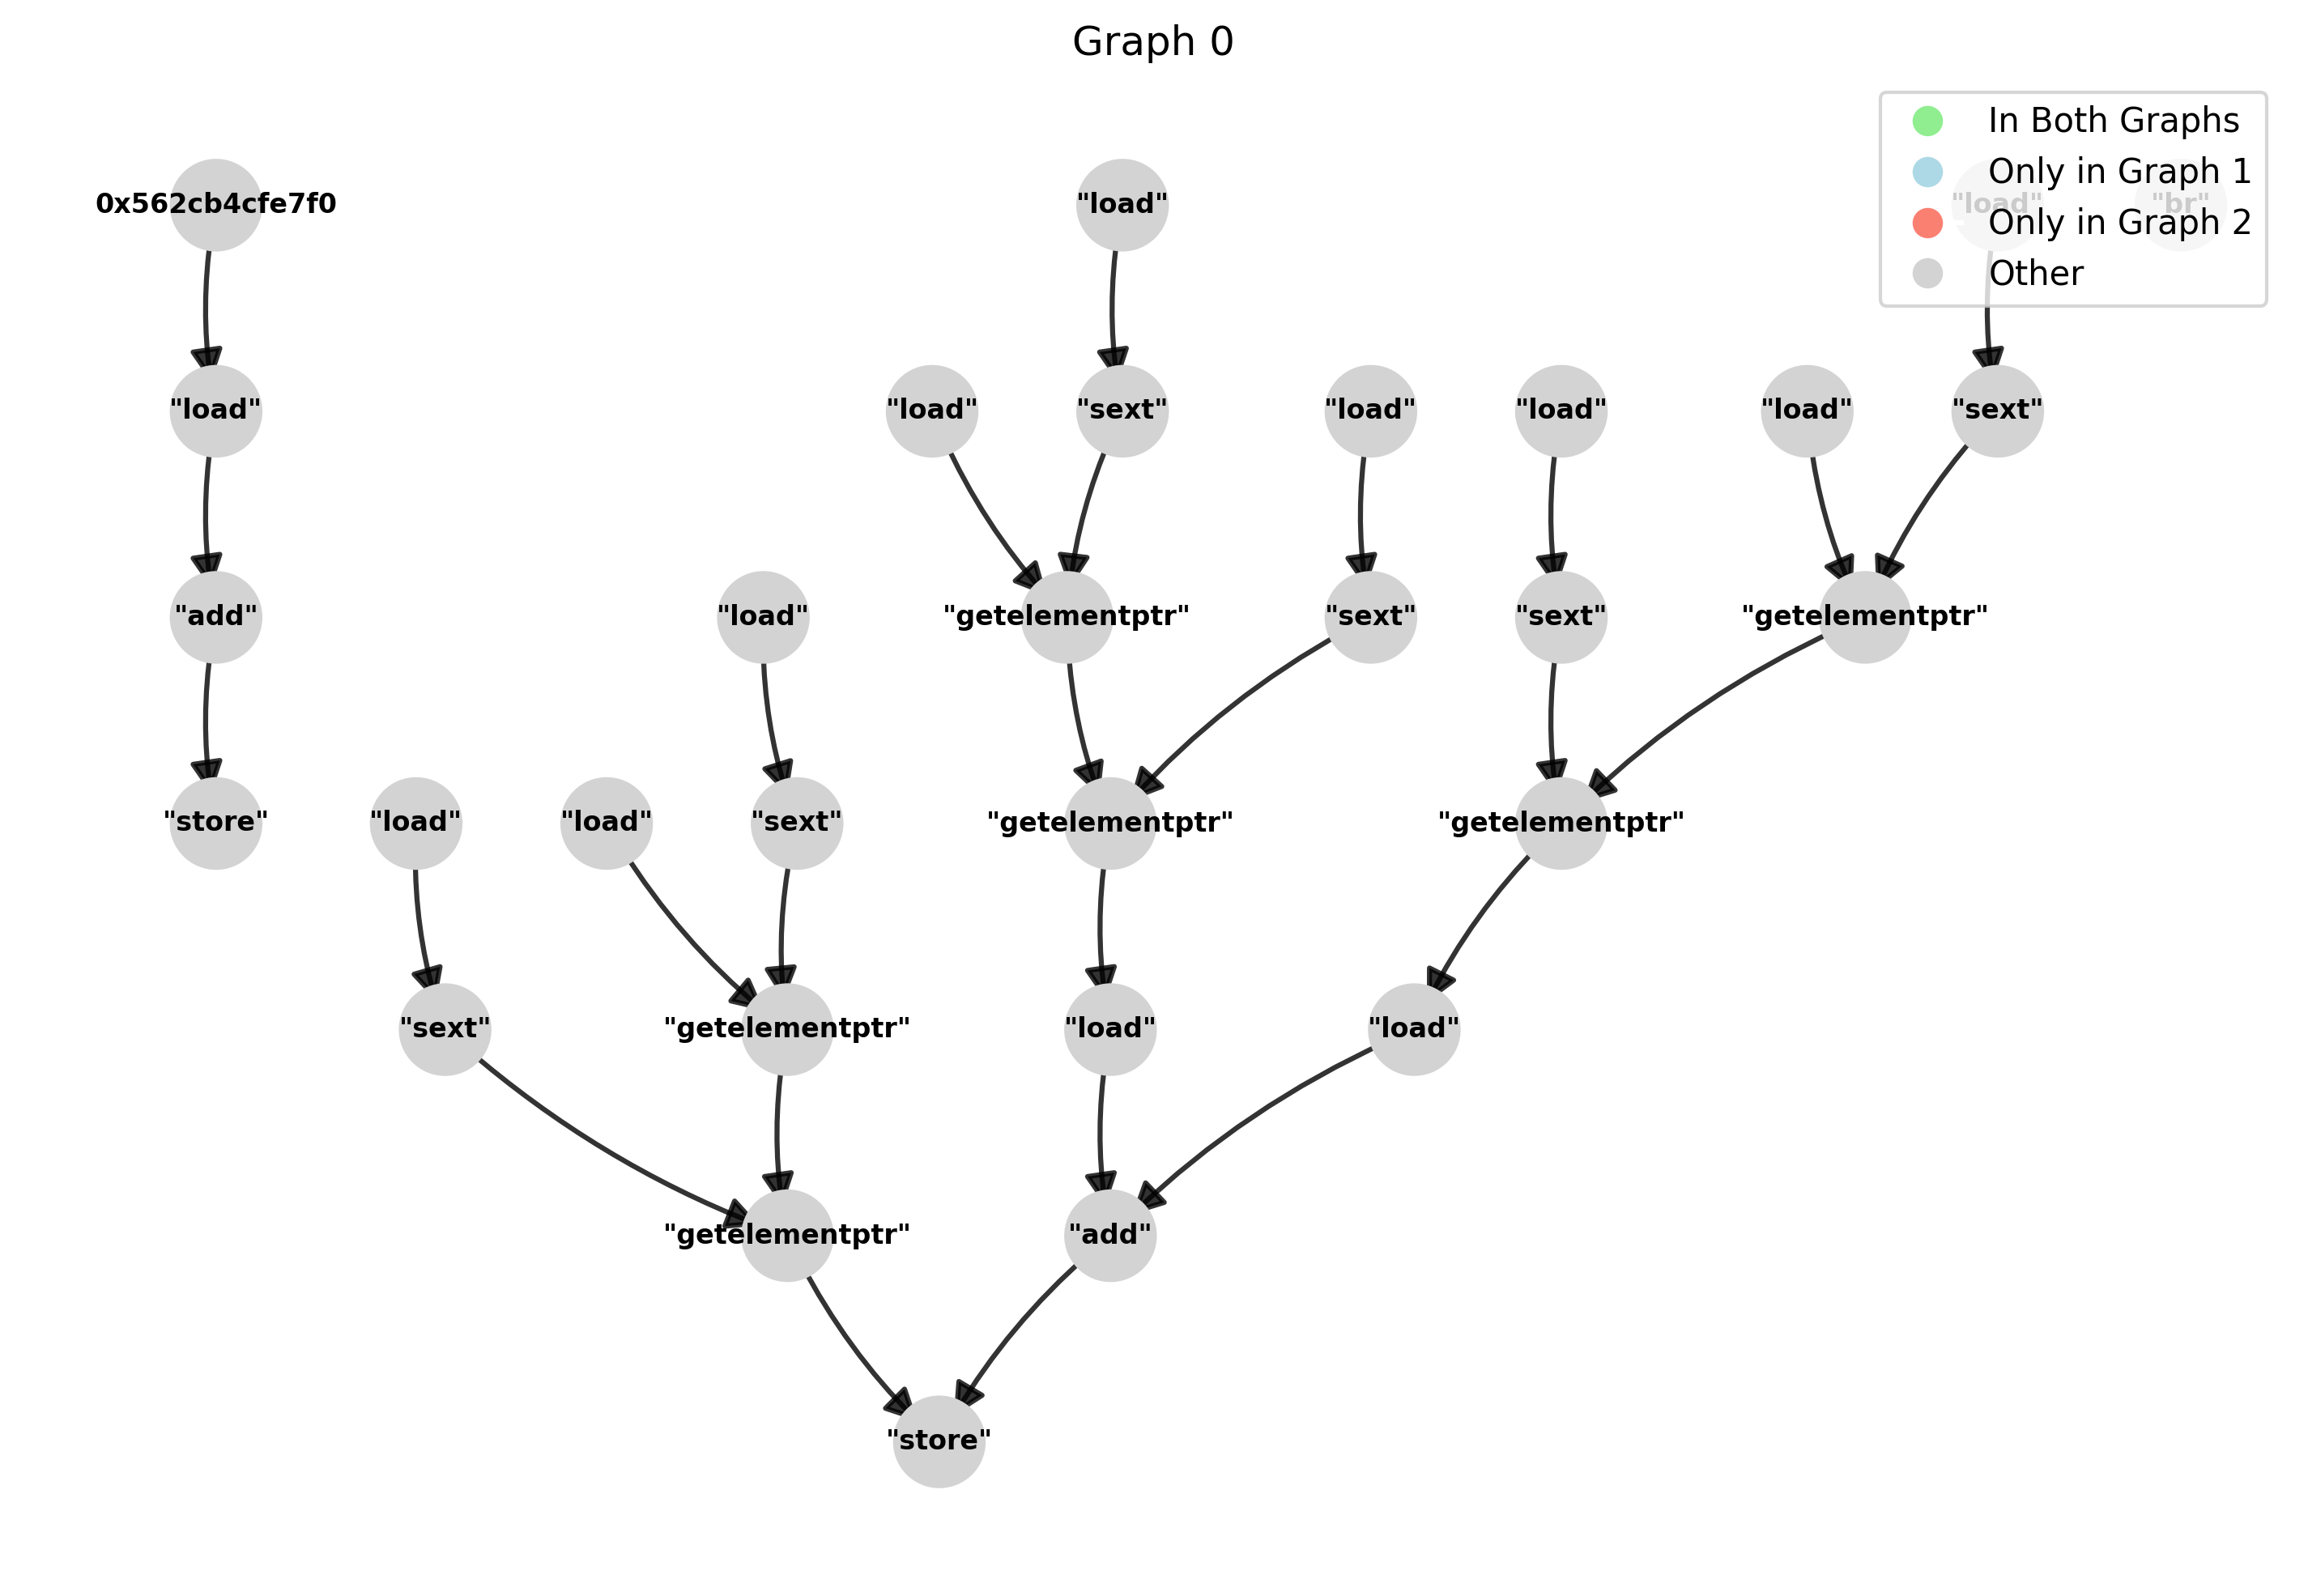 Graph 0
In Both Graphs
Only in Graph 1
Only in Graph 2
Other
0x562cb4cfe7f0
"load"
"load"
"br"
"load"
"load"
"sext"
"load"
"load"
"load"
"sext"
"add"
"load"
"getelementptr"
"sext"
"sext"
"getelementptr"
"store"
"load"
"load"
"sext"
"getelementptr"
"getelementptr"
"sext"
"getelementptr"
"load"
"load"
"getelementptr"
"add"
"store"